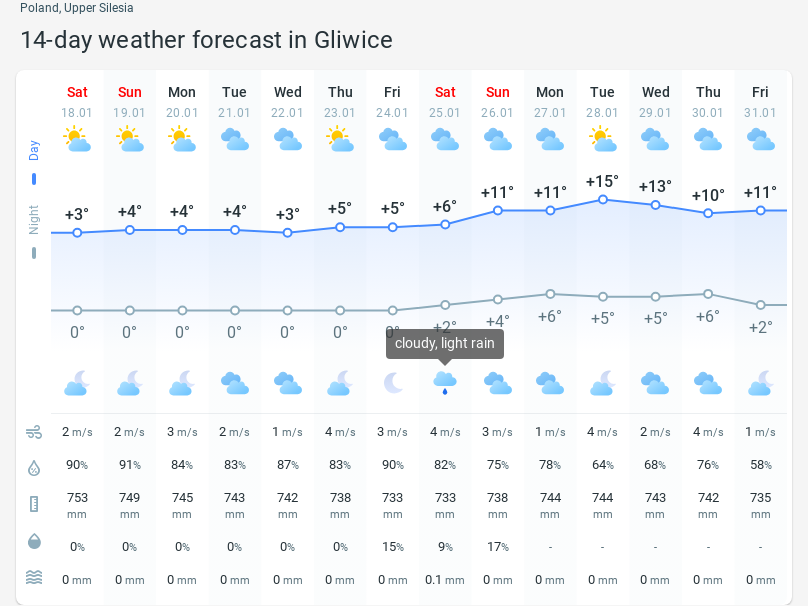 Poland, Upper Silesia
14-day weather forecast in Gliwice
Sat Sun Mon Tue Wed Thu Fri Sat Sun Mon Tue Wed Thu Fri
18.01 19.01 20.01 21.01 22.01 23.01 24.01 25.01 26.01 27.01 28.01 29.01 30.01 31.01
Day
Night
+3° +4° +4° +4° +3° +5° +5° +6° +11° +11° +15° +13° +10° +11°
0° 0° 0° 0° 0° 0° 0° +2° +4° +6° +5° +5° +6° +2°
cloudy, light rain
2 m/s 2 m/s 3 m/s 2 m/s 1 m/s 4 m/s 3 m/s 4 m/s 3 m/s 1 m/s 4 m/s 2 m/s 4 m/s 1 m/s
90% 91% 84% 83% 87% 83% 90% 82% 75% 78% 64% 68% 76% 58%
753 749 745 743 742 738 733 733 738 744 744 743 742 735
mm mm mm mm mm mm mm mm mm mm mm mm mm mm
0% 0% 0% 0% 0% 0% 15% 9% 17% - - - - -
0 mm 0 mm 0 mm 0 mm 0 mm 0 mm 0 mm 0.1 mm 0 mm 0 mm 0 mm 0 mm 0 mm 0 mm